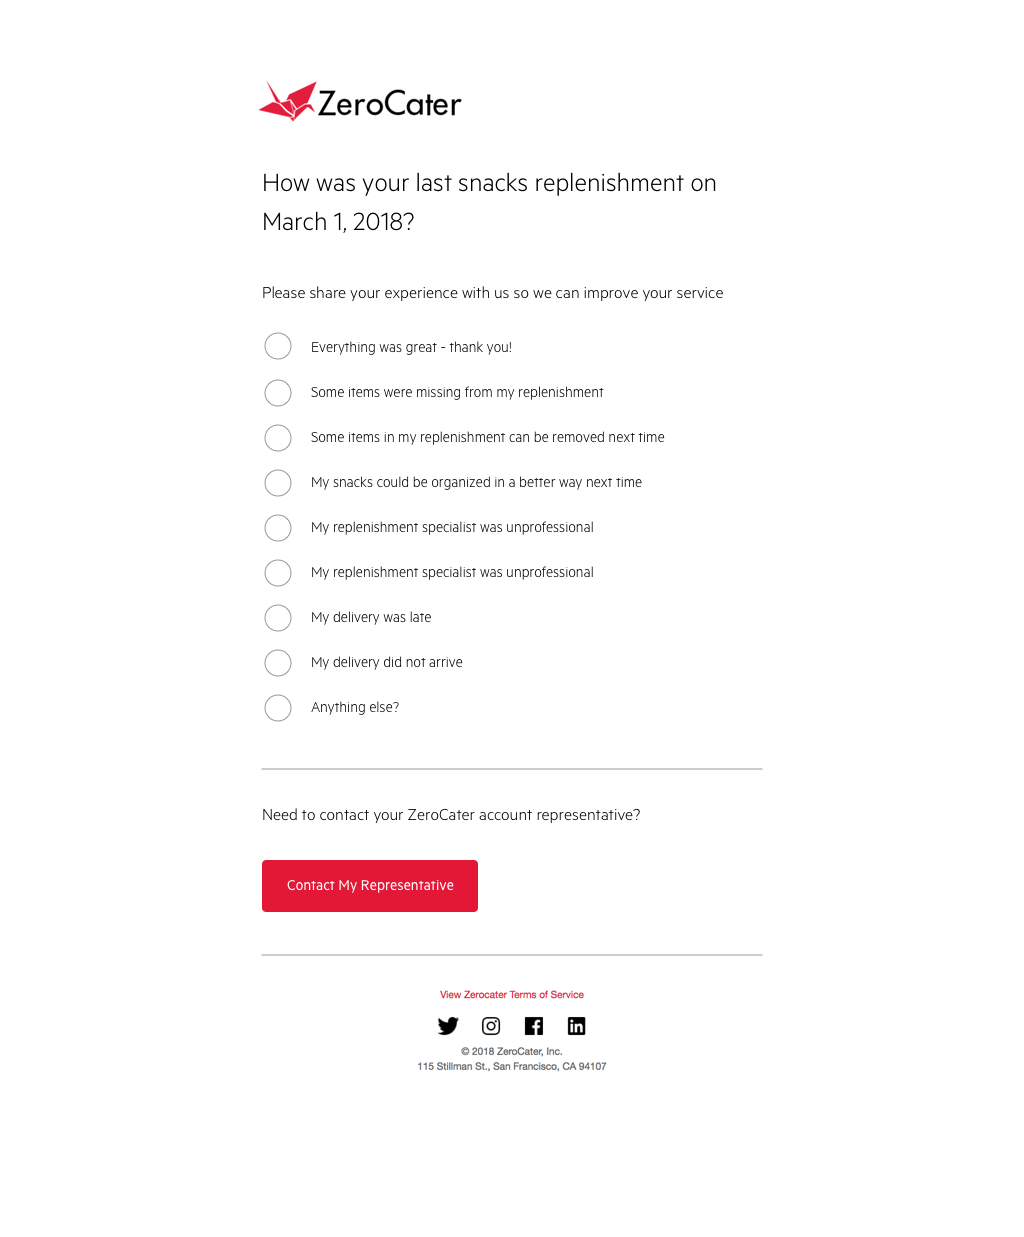 ZeroCater
How was your last snacks replenishment on
March 1, 2018?
Please share your experience with us so we can improve your service
Everything was great - thank you!
Some items were missing from my replenishment
Some items in my replenishment can be removed next time
My snacks could be organized in a better way next time
My replenishment specialist was unprofessional
My replenishment specialist was unprofessional
My delivery was late
My delivery did not arrive
Anything else?
Need to contact your ZeroCater account representative?
Contact My Representative
View Zerocater Terms of Service
© 2018 ZeroCater, Inc.
115 Stillman St., San Francisco, CA 94107